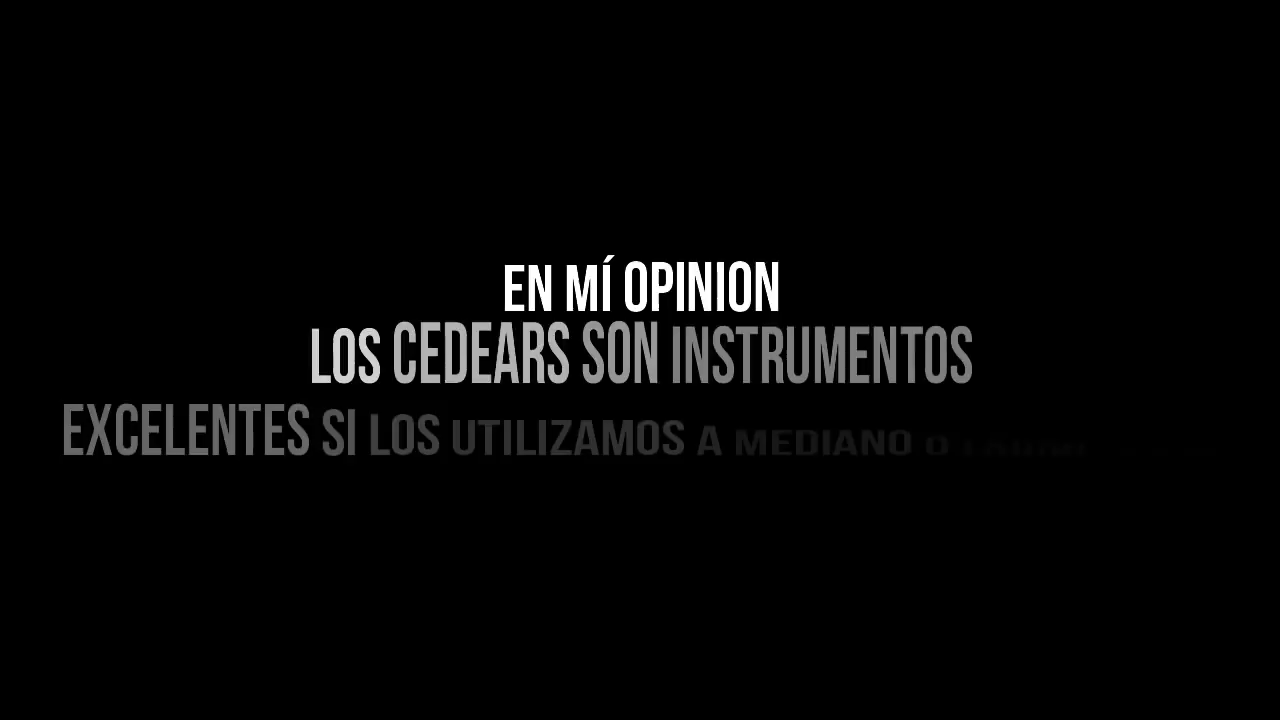 EN MÍ OPINION
LOS CEDEARS SON INSTRUMENTOS
EXCELENTES SI LOS UTILIZAMOS A MEDIANO O